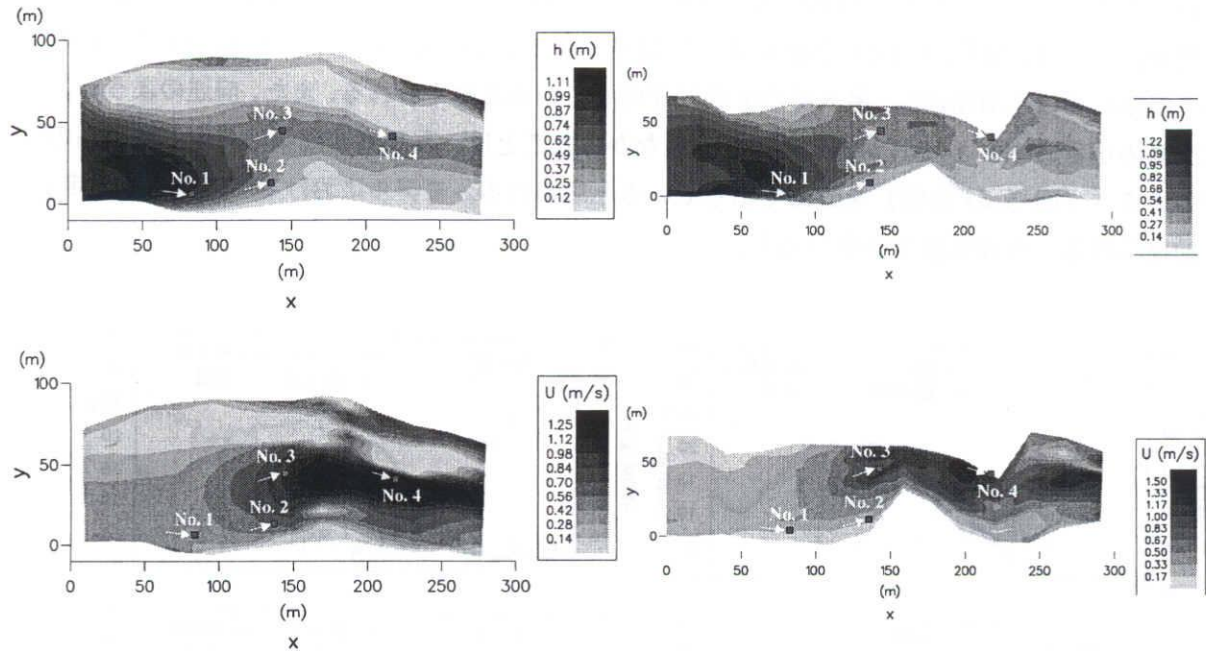 (m)
100
50
0
y
0 50 100 150 200 250 300
(m)
x
No. 1
No. 2
No. 3
No. 4
h (m)
1.11
0.99
0.87
0.74
0.62
0.49
0.37
0.25
0.12
(m)
50
0
y
0 50 100 150 200 250 300
(m)
x
No. 1
No. 2
No. 3
No. 4
h (m)
1.22
1.09
0.95
0.82
0.68
0.54
0.41
0.27
0.14
(m)
100
50
0
y
0 50 100 150 200 250 300
(m)
x
No. 1
No. 2
No. 3
No. 4
U (m/s)
1.25
1.12
0.98
0.84
0.70
0.56
0.42
0.28
0.14
(m)
50
0
y
0 50 100 150 200 250 300
(m)
x
No. 1
No. 2
No. 3
No. 4
U (m/s)
1.50
1.33
1.17
1.00
0.83
0.67
0.50
0.33
0.17